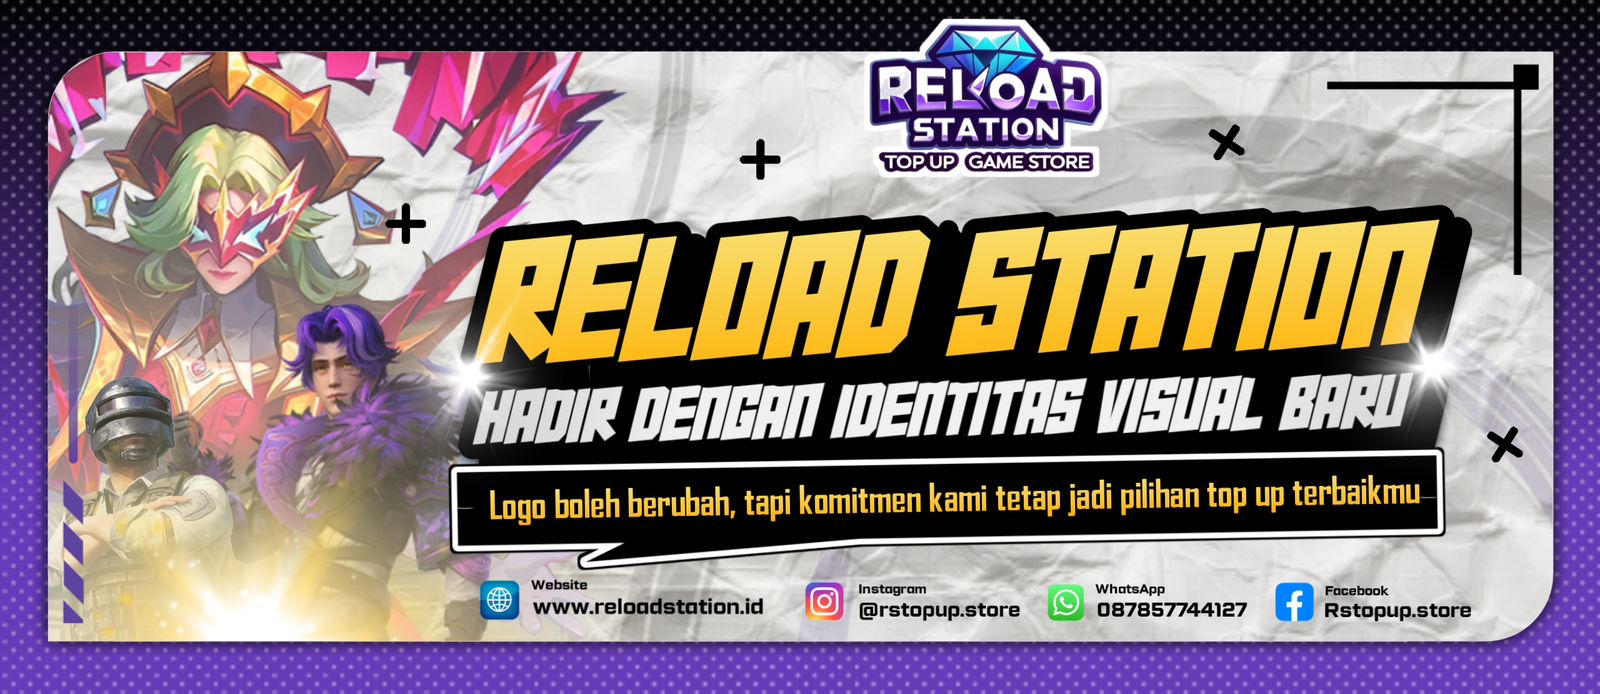 RELOAD
STATION
TOP UP GAME STORE
RELOAD STATION
HADIR DENGAN IDENTITAS VISUAL BARU
Logo boleh berubah, tapi komitmen kami tetap jadi pilihan top up terbaikmu
Website
www.reloadstation.id
Instagram
@rstopup.store
WhatsApp
087857744127
Facebook
Rstopup.store